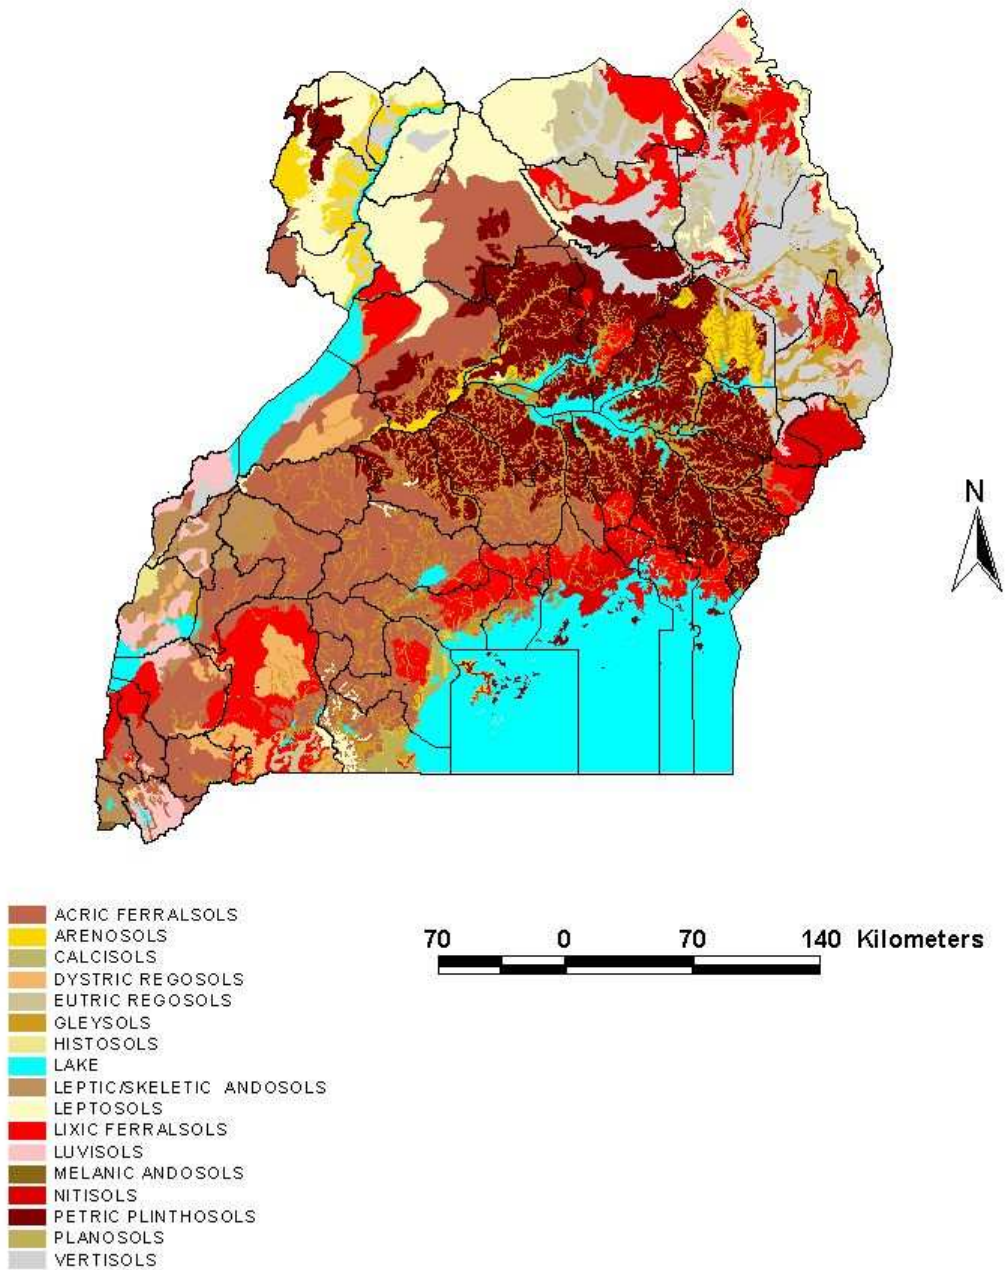 N
ACRIC FERRALSOLS
ARENOSOLS
CALCISOLS
DYSTRIC REGOSOLS
EUTRIC REGOSOLS
GLEYSOLS
HISTOSOLS
LAKE
LEPTIC/SKELETIC ANDOSOLS
LEPTOSOLS
LIXIC FERRALSOLS
LUVISOLS
MELANIC ANDOSOLS
NITISOLS
PETRIC PLINTHOSOLS
PLANOSOLS
VERTISOLS
70 0 70 140 Kilometers